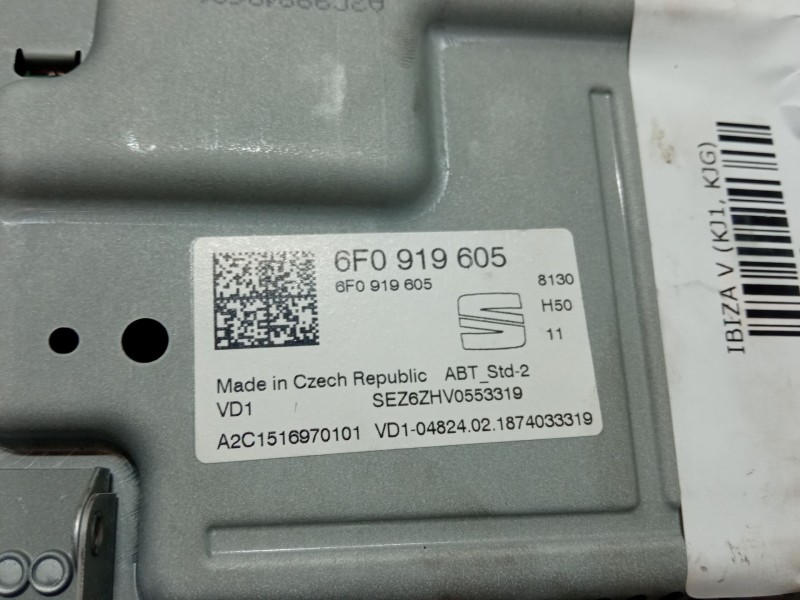 6F0 919 605
6F0 919 605
8130
H50
11
Made in Czech Republic ABT_Std-2
VD1 SEZ6ZHV0553319
A2C1516970101 VD1-04824.02.1874033319
IBIZA V (KJ1, KJG)